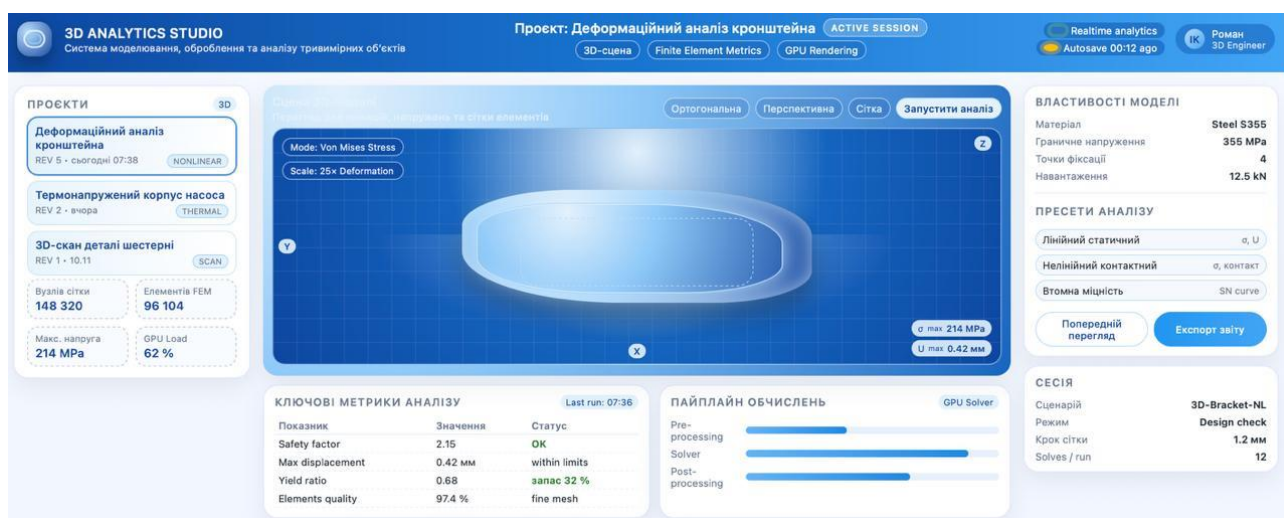 3D ANALYTICS STUDIO
Система моделювання, оброблення та аналізу тривимірних об'єктів
Проєкт: Деформаційний аналіз кронштейна ACTIVE SESSION
3D-сцена Finite Element Metrics GPU Rendering
Realtime analytics
Autosave 00:12 ago
ІК
Роман
3D Engineer
ПРОЄКТИ 3D
Деформаційний аналіз
кронштейна
REV 5 • сьогодні 07:38 NONLINEAR
Термонапружений корпус насоса
REV 2 • вчора THERMAL
3D-скан деталі шестерні
REV 1 • 10.11 SCAN
Вузлів сітки
148 320
Елементів FEM
96 104
Макс. напруга
214 MPa
GPU Load
62 %
напружень та сітки елементів
Ортогональна Перспективна Сітка Запустити аналіз
Mode: Von Mises Stress
Scale: 25× Deformation
Z
Y
X
σ max 214 MPa
U max 0.42 мм
КЛЮЧОВІ МЕТРИКИ АНАЛІЗУ Last run: 07:36
Показник Значення Статус
Safety factor 2.15 OK
Max displacement 0.42 мм within limits
Yield ratio 0.68 запас 32 %
Elements quality 97.4 % fine mesh
ПАЙПЛАЙН ОБЧИСЛЕНЬ GPU Solver
Pre-
processing
Solver
Post-
processing
ВЛАСТИВОСТІ МОДЕЛІ
Матеріал Steel S355
Граничне напруження 355 MPa
Точки фіксації 4
Навантаження 12.5 kN
ПРЕСЕТИ АНАЛІЗУ
Лінійний статичний σ, U
Нелінійний контактний σ, контакт
Втомна міцність SN curve
Попередній
перегляд
Експорт звіту
СЕСІЯ
Сценарій 3D-Bracket-NL
Режим Design check
Крок сітки 1.2 мм
Solves / run 12